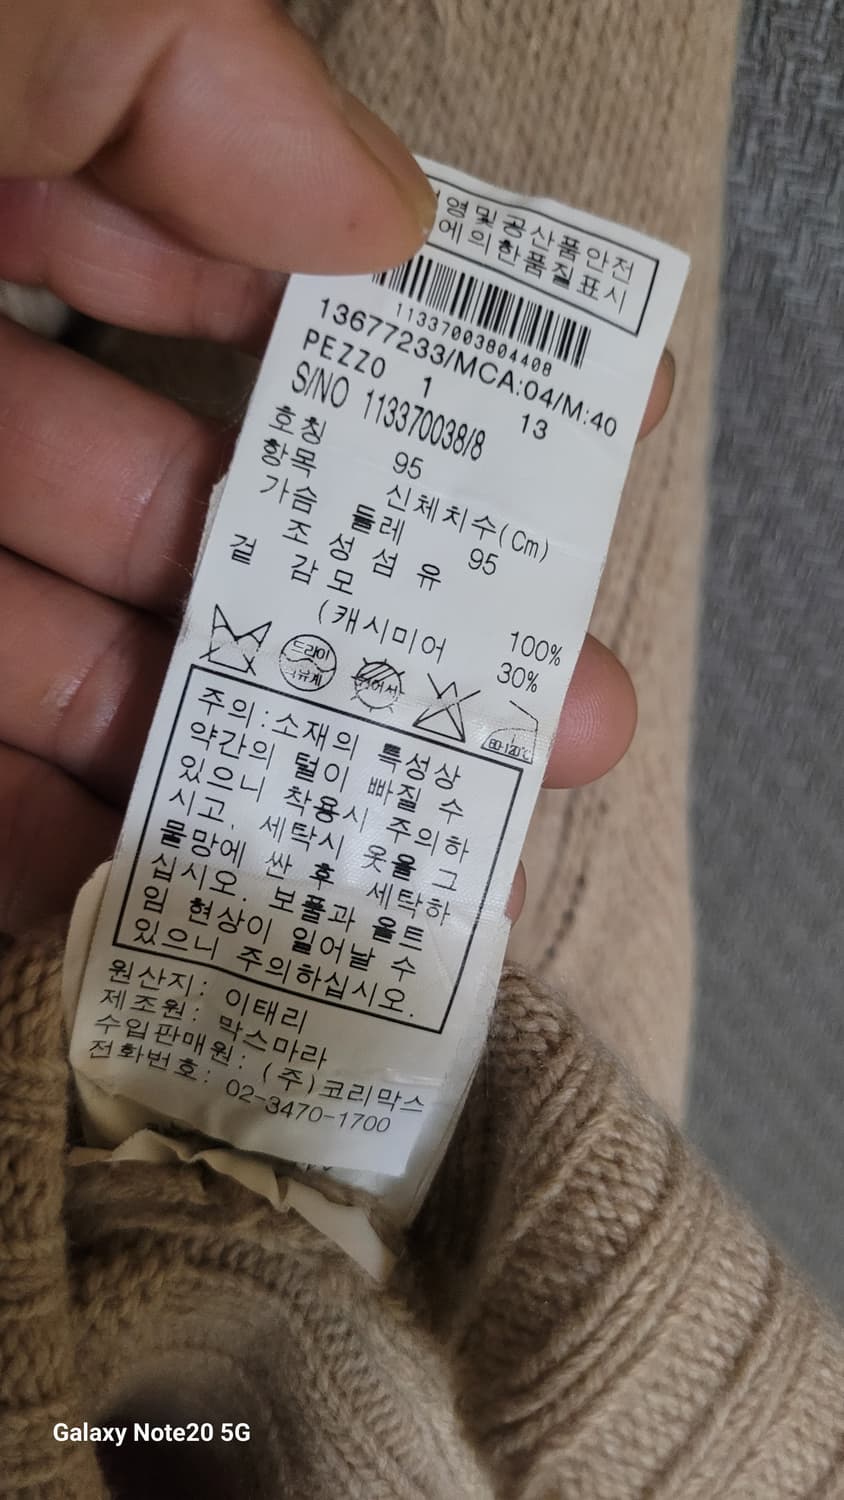 영및공산품안전
에의한품질표시
11337003804408
13677233/MCA:04/M:40
PEZZO 1 13
S/NO 113370038/8
호칭 95
항목 신체치수(Cm)
가슴 둘레 95
조성섬유
겉감모 100%
(캐시미어 30%
드라이
80-120℃
주의:소재의 특성상
약간의 털이 빠질 수
있으니 착용시 주의하
시고, 세탁시 옷을 그
물망에 싼 후 세탁하
십시오. 보풀과 울트
임 현상이 일어날 수
있으니 주의하십시오.
원산지: 이태리
제조원: 막스마라
수입판매원: (주)코리막스
전화번호: 02-3470-1700
Galaxy Note20 5G